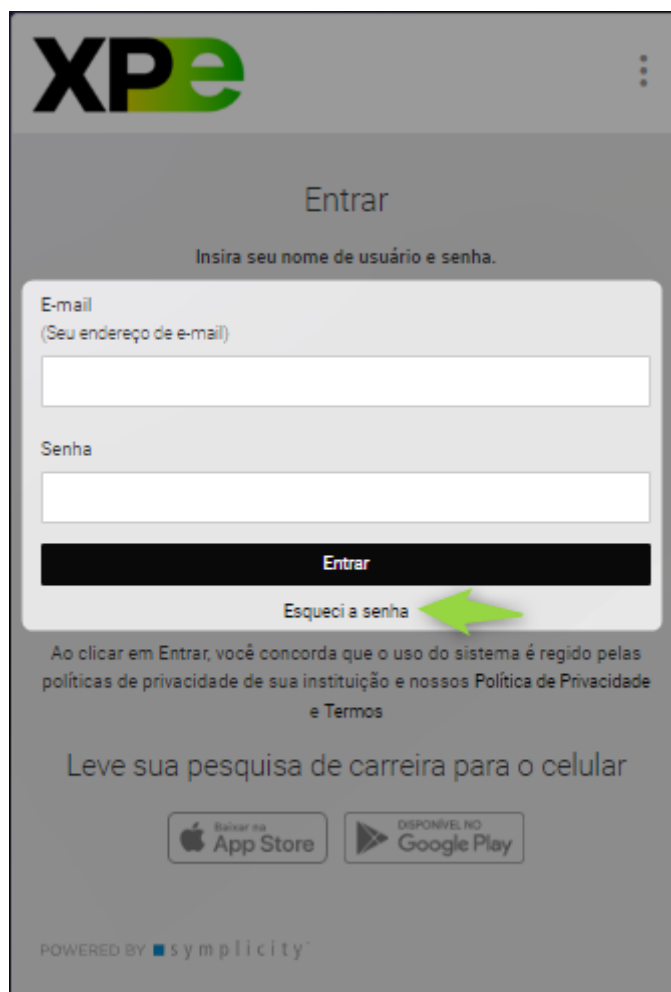 XPe
Entrar
Insira seu nome de usuário e senha.
E-mail
(Seu endereço de e-mail)
Senha
Entrar
Esqueci a senha
Ao clicar em Entrar, você concorda que o uso do sistema é regido pelas
políticas de privacidade de sua instituição e nossos Política de Privacidade
e Termos
Leve sua pesquisa de carreira para o celular
Baixar na
App Store
DISPONÍVEL NO
Google Play
POWERED BY symplicity